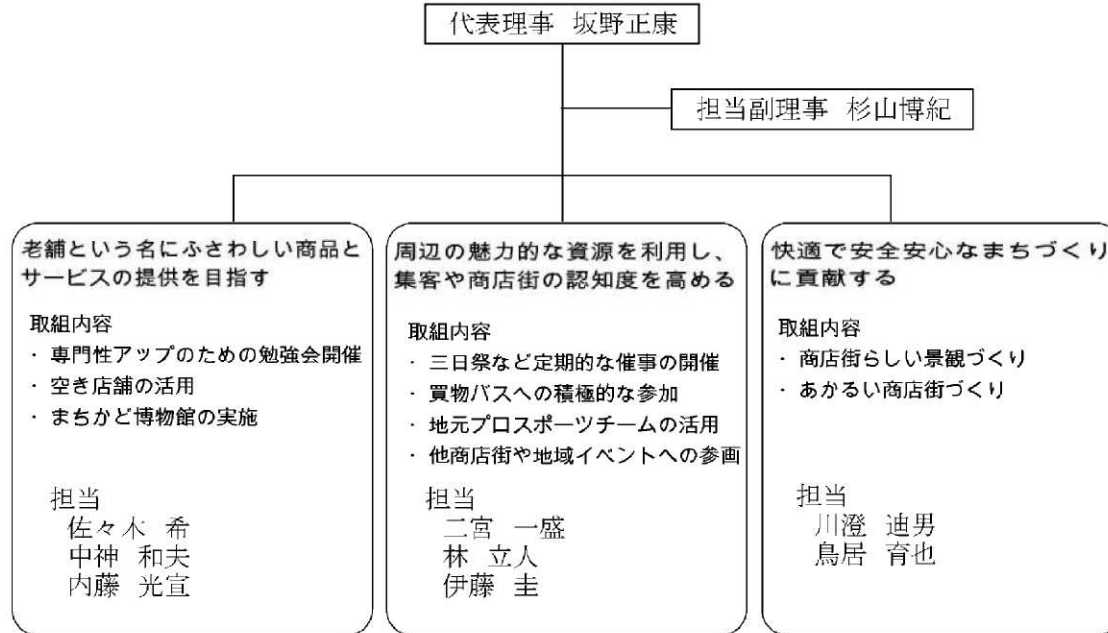 代表理事 坂野正康
担当副理事 杉山博紀
老舗という名にふさわしい商品と
サービスの提供を目指す
取組内容
・ 専門性アップのための勉強会開催
・ 空き店舗の活用
・ まちかど博物館の実施
担当
佐々木 希
中神 和夫
内藤 光宣
周辺の魅力的な資源を利用し、
集客や商店街の認知度を高める
取組内容
・ 三日祭など定期的な催事の開催
・ 買物バスへの積極的な参加
・ 地元プロスポーツチームの活用
・ 他商店街や地域イベントへの参画
担当
二宮 一盛
林 立人
伊藤 圭
快適で安全安心なまちづくり
に貢献する
取組内容
・ 商店街らしい景観づくり
・ あかるい商店街づくり
担当
川澄 迪男
鳥居 育也